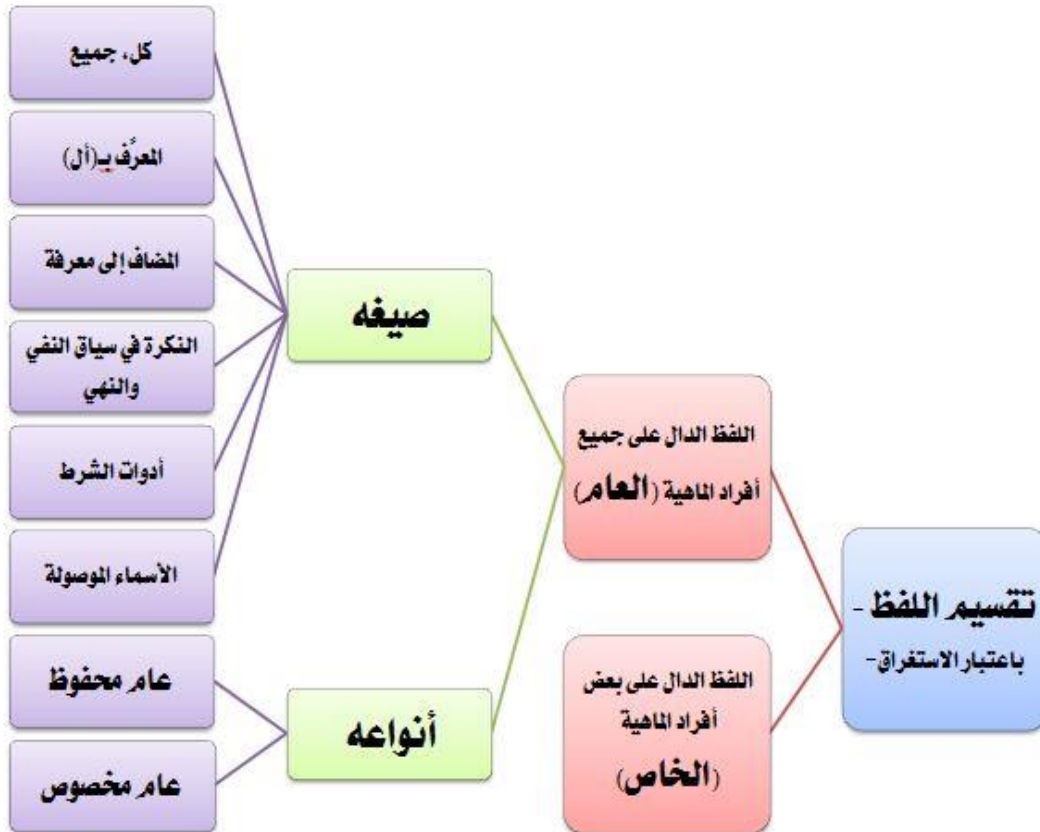 تقسيم اللفظ -
باعتبار الاستغراق-
اللفظ الدال على جميع
أفراد الماهية (العام)
صيغه
كل، جميع
المعرَّف بـ(أل)
المضاف إلى معرفة
النكرة في سياق النفي
والنهي
أدوات الشرط
الأسماء الموصولة
أنواعه
عام محفوظ
عام مخصوص
اللفظ الدال على بعض
أفراد الماهية
(الخاص)